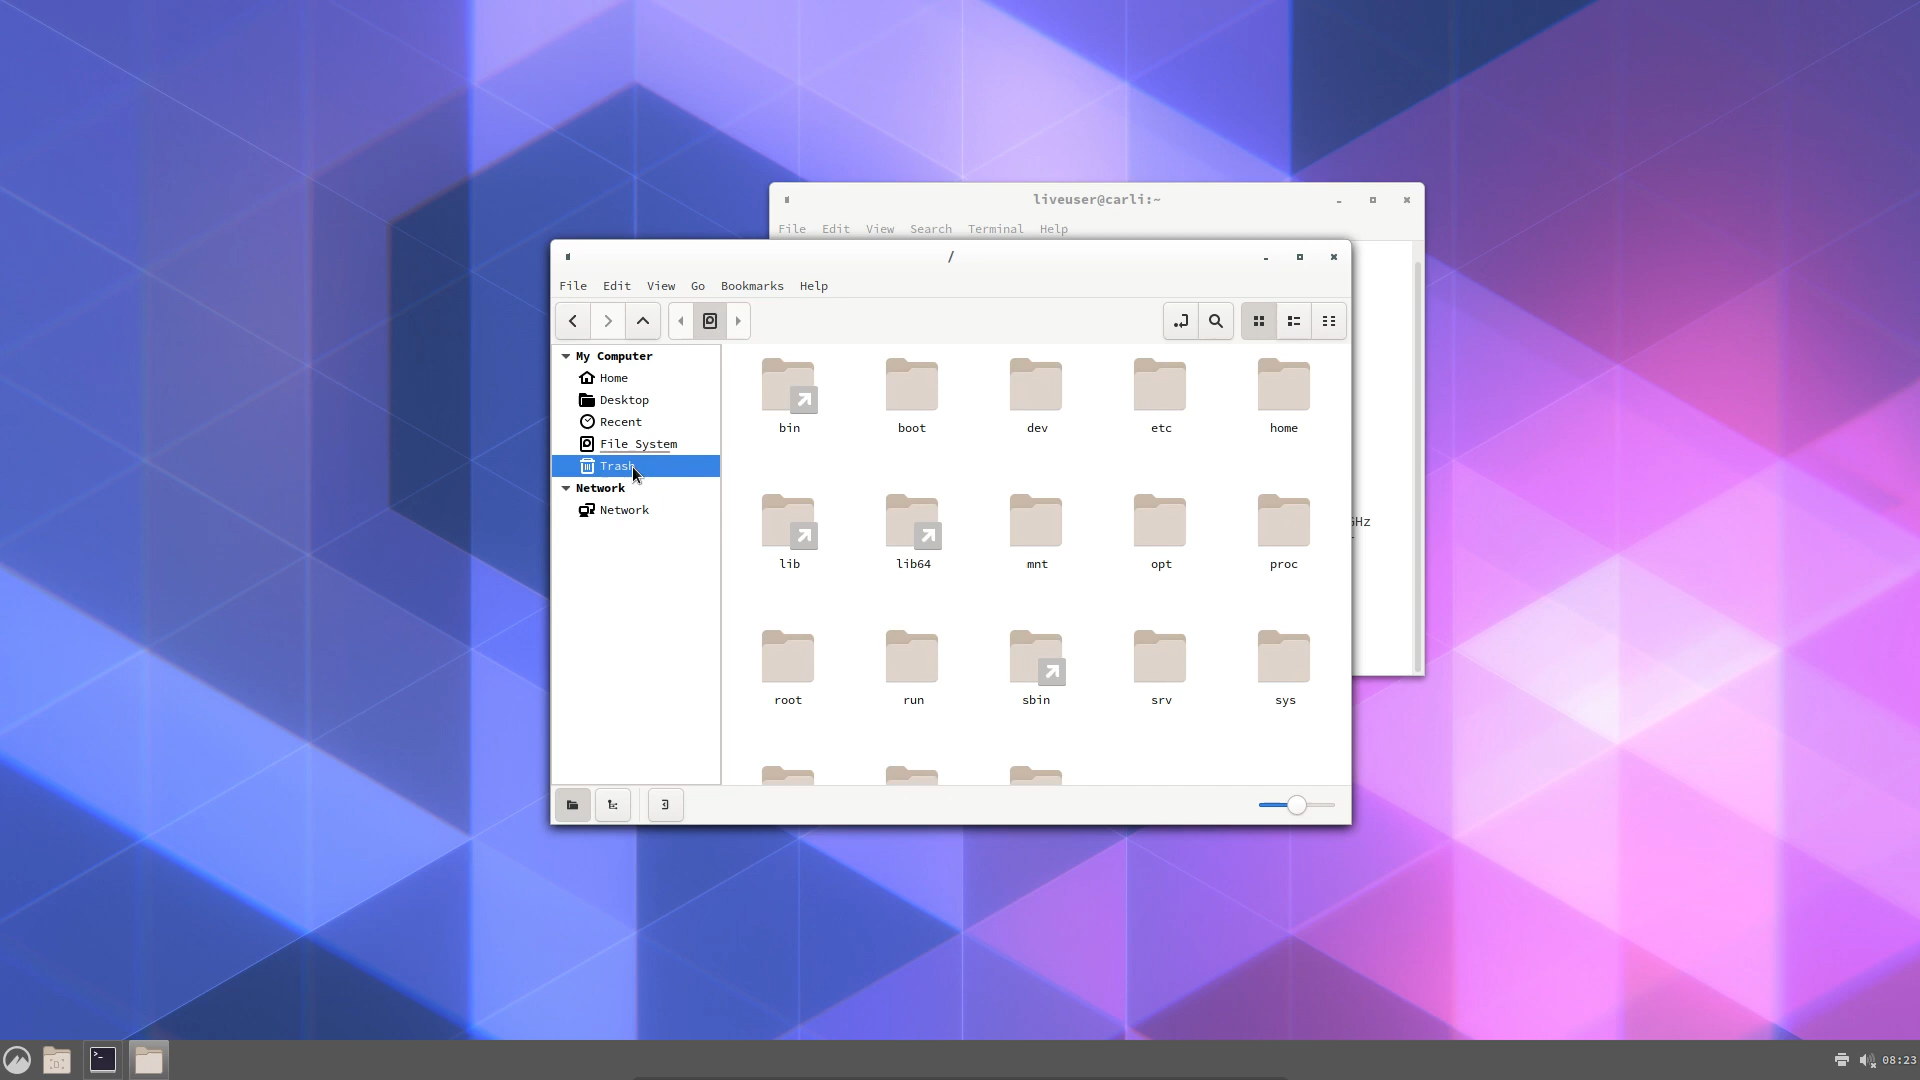 liveuser@carli:~
File Edit View Search Terminal Help
/
File Edit View Go Bookmarks Help
My Computer
Home
Desktop
Recent
File System
Trash
Network
Network
bin boot dev etc home
lib lib64 mnt opt proc
root run sbin srv sys
08:23